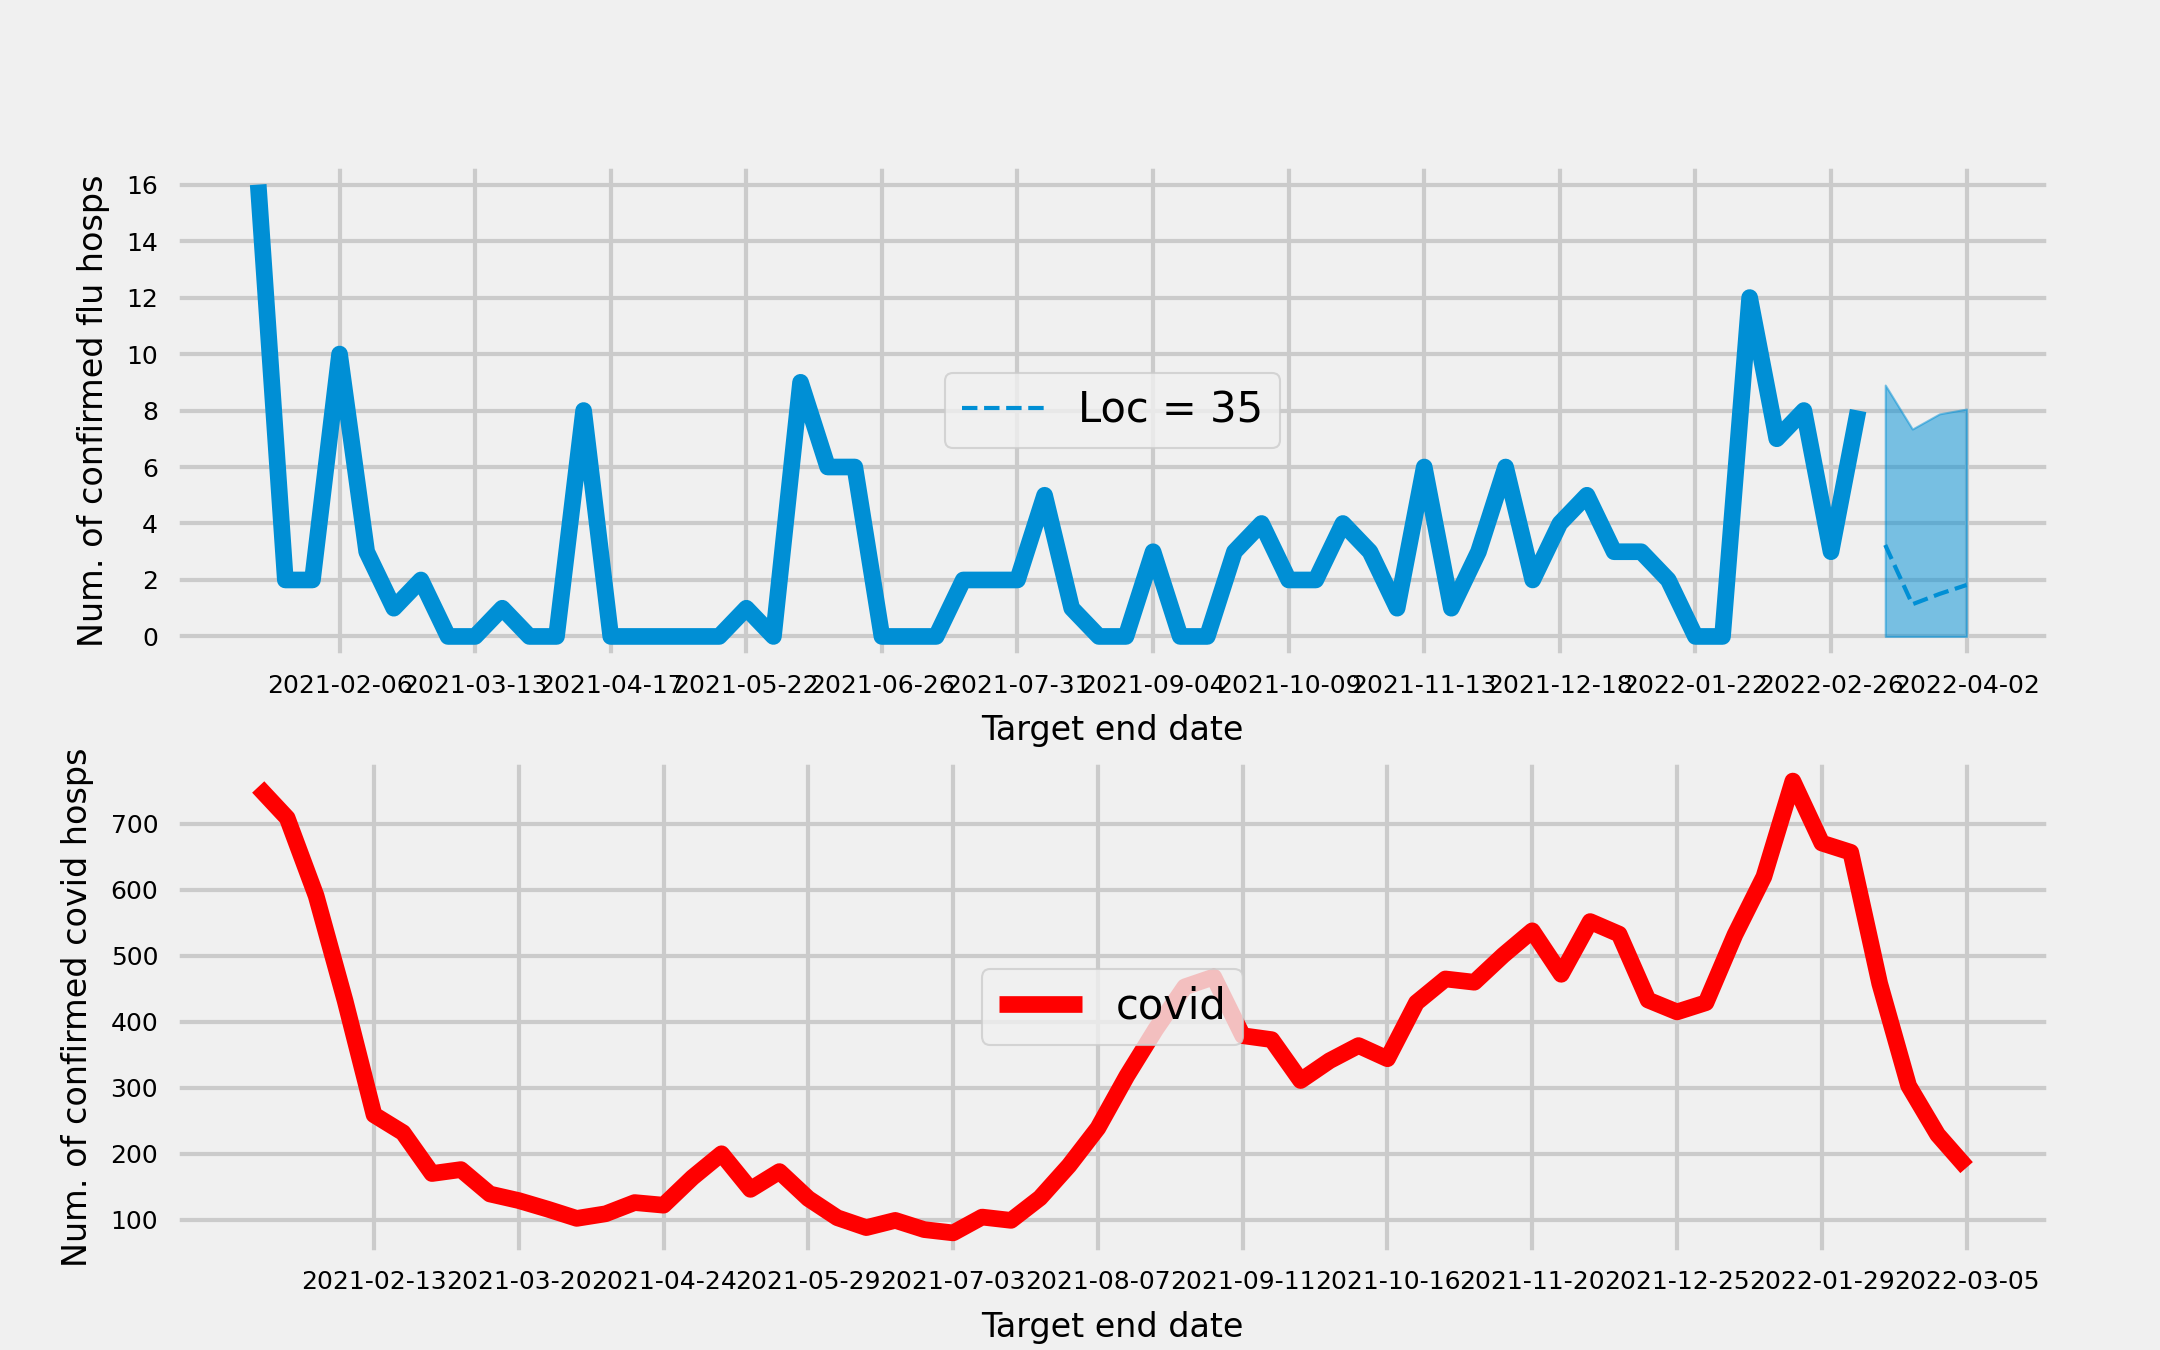 Num. of confirmed flu hosps
16
14
12
10
8
6
4
2
0
Loc = 35
2021-02-06 2021-03-13 2021-04-17 2021-05-22 2021-06-26 2021-07-31 2021-09-04 2021-10-09 2021-11-13 2021-12-18 2022-01-22 2022-02-26 2022-04-02
Target end date
Num. of confirmed covid hosps
700
600
500
400
300
200
100
covid
2021-02-13 2021-03-20 2021-04-24 2021-05-29 2021-07-03 2021-08-07 2021-09-11 2021-10-16 2021-11-20 2021-12-25 2022-01-29 2022-03-05
Target end date